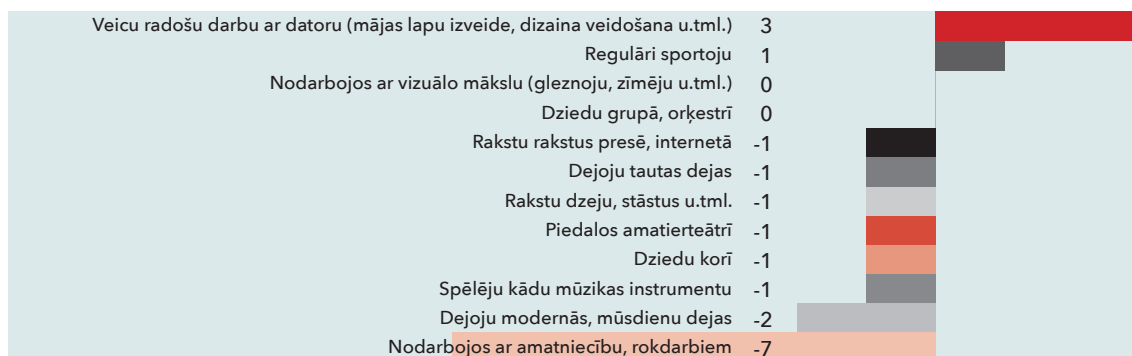 Veicu radošu darbu ar datoru (mājas lapu izveide, dizaina veidošana u.tml.) 3
Regulāri sportoju 1
Nodarbojos ar vizuālo mākslu (gleznoju, zīmēju u.tml.) 0
Dziedu grupā, orķestrī 0
Rakstu rakstus presē, internetā -1
Dejoju tautas dejas -1
Rakstu dzeju, stāstus u.tml. -1
Piedalos amatierteātrī -1
Dziedu korī -1
Spēlēju kādu mūzikas instrumentu -1
Dejoju modernās, mūsdienu dejas -2
Nodarbojos ar amatniecību, rokdarbiem -7